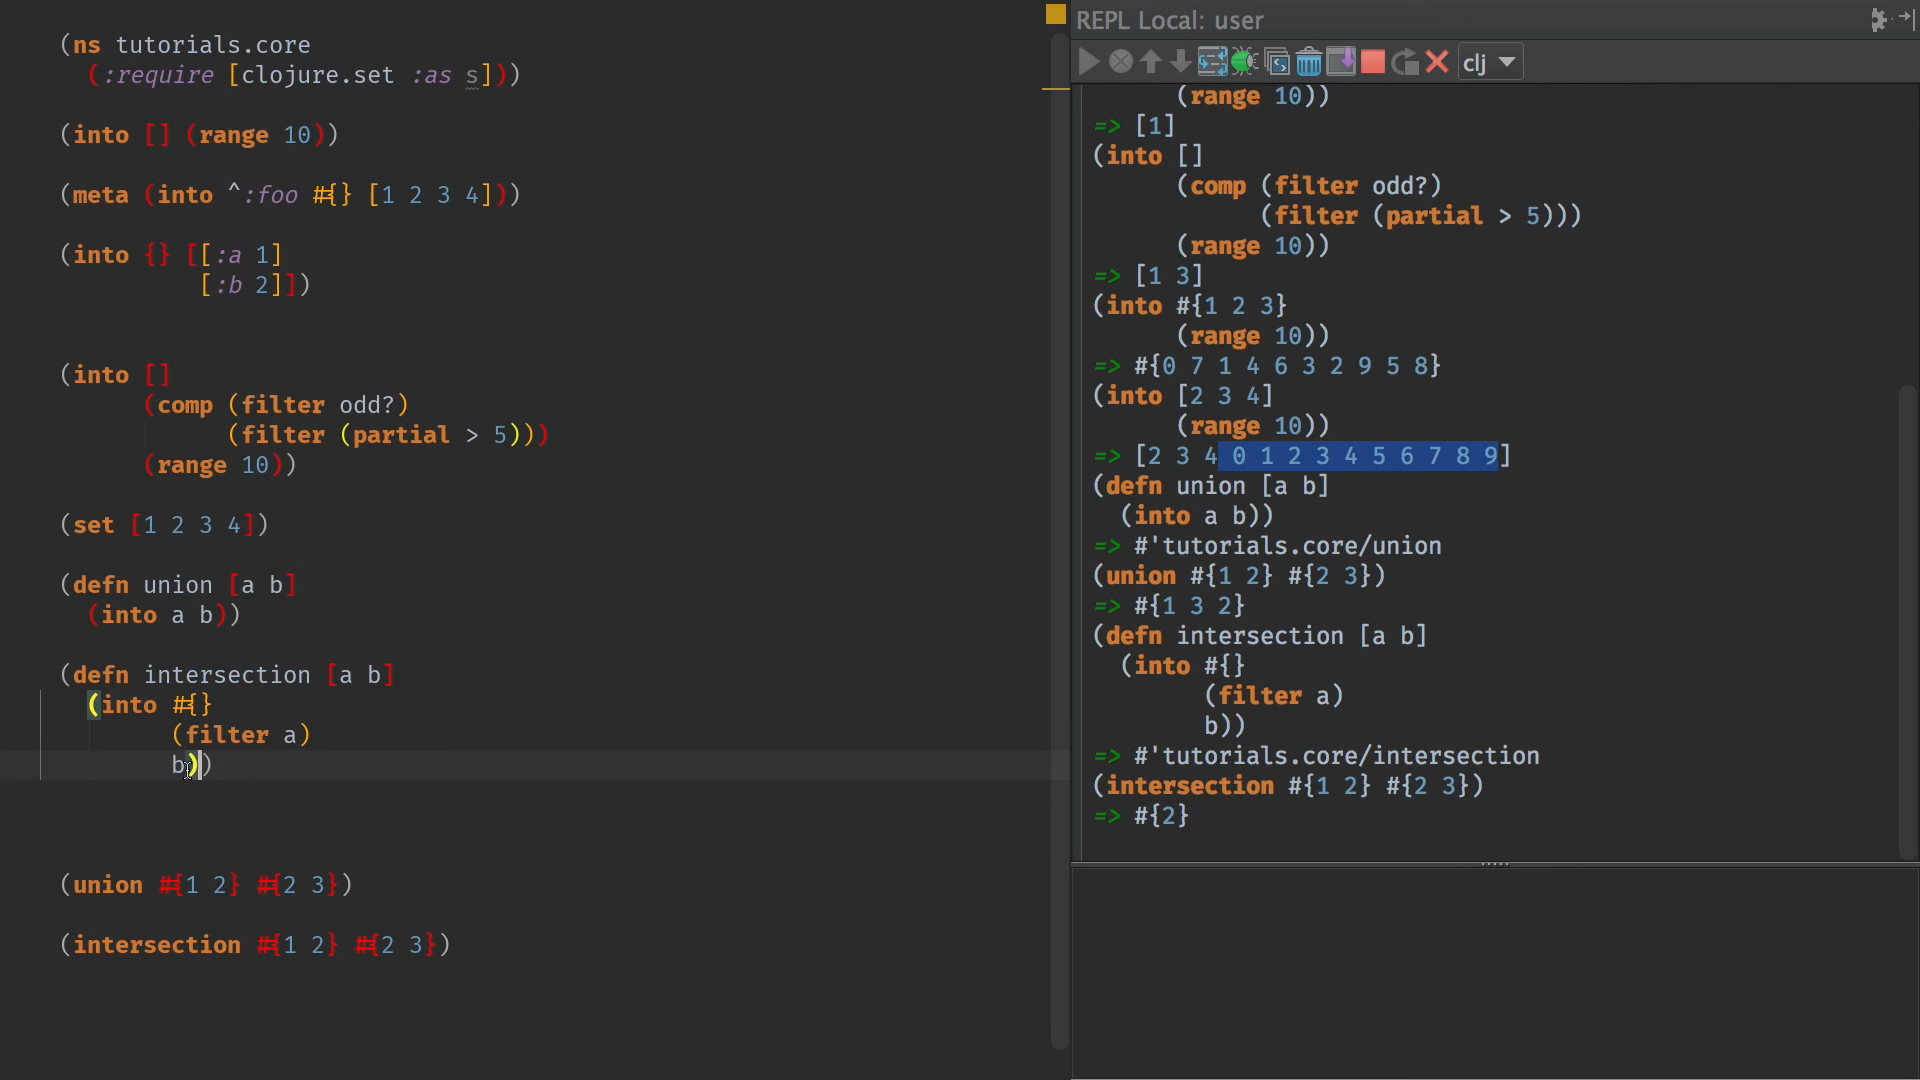 (ns tutorials.core
(:require [clojure.set :as s]))
(into [] (range 10))
(meta (into ^:foo #{} [1 2 3 4]))
(into {} [[:a 1]
[:b 2]])
(into []
(comp (filter odd?)
(filter (partial > 5)))
(range 10))
(set [1 2 3 4])
(defn union [a b]
(into a b))
(defn intersection [a b]
(into #{}
(filter a)
b))
(union #{1 2} #{2 3})
(intersection #{1 2} #{2 3})
REPL Local: user
clj
(range 10))
=> [1]
(into []
(comp (filter odd?)
(filter (partial > 5)))
(range 10))
=> [1 3]
(into #{1 2 3}
(range 10))
=> #{0 7 1 4 6 3 2 9 5 8}
(into [2 3 4]
(range 10))
=> [2 3 4 0 1 2 3 4 5 6 7 8 9]
(defn union [a b]
(into a b))
=> #'tutorials.core/union
(union #{1 2} #{2 3})
=> #{1 3 2}
(defn intersection [a b]
(into #{}
(filter a)
b))
=> #'tutorials.core/intersection
(intersection #{1 2} #{2 3})
=> #{2}